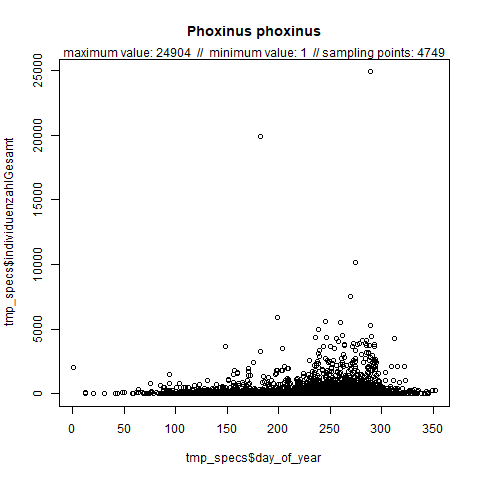 Phoxinus phoxinus
maximum value: 24904 // minimum value: 1 // sampling points: 4749
tmp_specs$individuenzahlGesamt
25000
20000
15000
10000
5000
0
0 50 100 150 200 250 300 350
tmp_specs$day_of_year